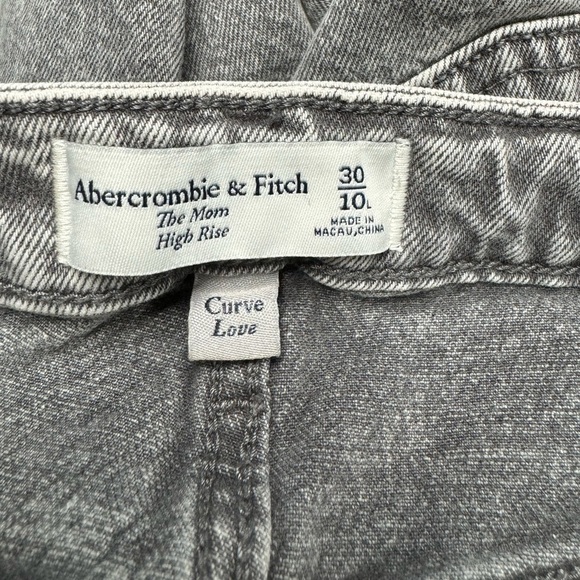 Abercrombie & Fitch
The Mom
High Rise
30
10L
MADE IN
MACAU, CHINA
Curve
Love